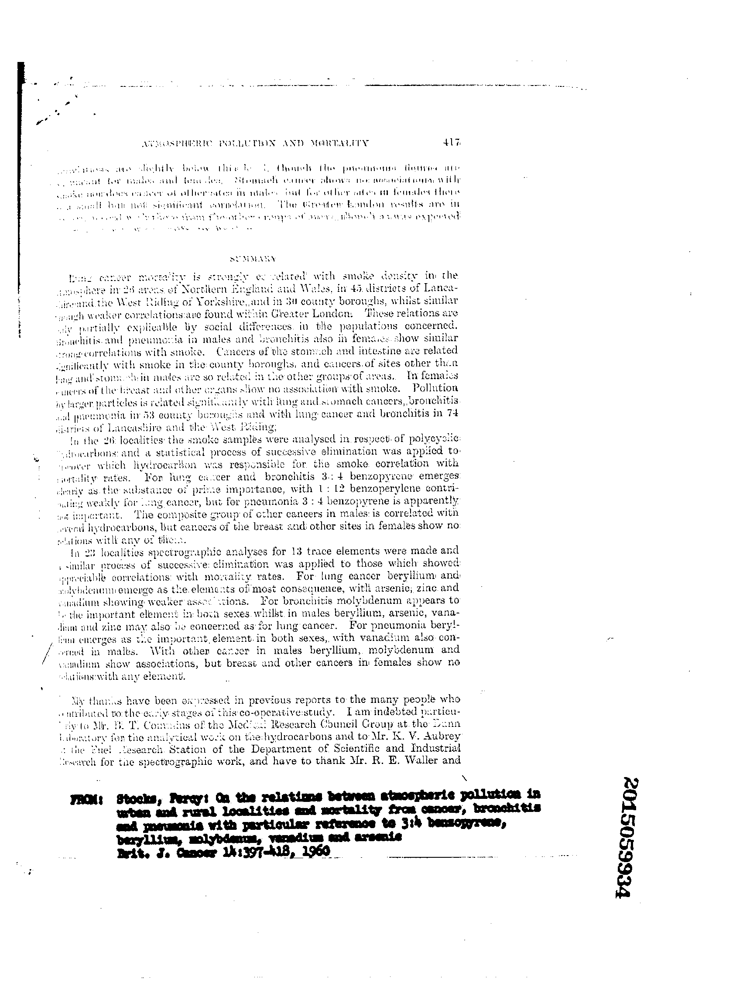 ATMOSPHERIC POLLUTION AND MORTALITY 417
are slightly below this level, though the pneumonia figures are
for males and females. Stomach cancer shows no associations with
smoke nor does cancer of other sites in males but for other sites in females there
a small but not significant correlation. The Greater London results are in
from the other groups of areas, though as was expected
SUMMARY
Lung cancer mortality is strongly correlated with smoke density in the
atmosphere in 26 areas of Northern England and Wales, in 45 districts of Lanca-
shire and the West Riding of Yorkshire, and in 30 county boroughs, whilst similar
though weaker correlations are found within Greater London. These relations are
only partially explicable by social differences in the populations concerned.
Bronchitis and pneumonia in males and bronchitis also in females show similar
strong correlations with smoke. Cancers of the stomach and intestine are related
significantly with smoke in the county boroughs, and cancers of sites other than
lung and stomach in males are so related in the other groups of areas. In females
cancers of the breast and other organs show no association with smoke. Pollution
by larger particles is related significantly with lung and stomach cancers, bronchitis
and pneumonia in 53 county boroughs and with lung cancer and bronchitis in 74
districts of Lancashire and the West Riding.
In the 26 localities the smoke samples were analysed in respect of polycyclic
hydrocarbons and a statistical process of successive elimination was applied to
discover which hydrocarbon was responsible for the smoke correlation with
mortality rates. For lung cancer and bronchitis 3 : 4 benzopyrene emerges
clearly as the substance of prime importance, with 1 : 12 benzoperylene contri-
buting weakly for lung cancer, but for pneumonia 3 : 4 benzopyrene is apparently
not important. The composite group of other cancers in males is correlated with
several hydrocarbons, but cancers of the breast and other sites in females show no
relations with any of them.
In 23 localities spectrographic analyses for 13 trace elements were made and
a similar process of successive elimination was applied to those which showed
appreciable correlations with mortality rates. For lung cancer beryllium and
molybdenum emerge as the elements of most consequence, with arsenic, zinc and
vanadium showing weaker associations. For bronchitis molybdenum appears to
be the important element in both sexes whilst in males beryllium, arsenic, vana-
dium and zinc may also be concerned as for lung cancer. For pneumonia beryl-
lium emerges as the important element in both sexes, with vanadium also con-
cerned in males. With other cancer in males beryllium, molybdenum and
vanadium show associations, but breast and other cancers in females show no
relations with any element.
My thanks have been expressed in previous reports to the many people who
contributed to the early stages of this co-operative study. I am indebted particu-
larly to Mr. B. T. Commins of the Medical Research Council Group at the Dunn
Laboratory for the analytical work on the hydrocarbons and to Mr. K. V. Aubrey
at the Fuel Research Station of the Department of Scientific and Industrial
Research for the spectrographic work, and have to thank Mr. R. E. Waller and
FROM: Stocks, Percy: On the relations between atmospheric pollution in
urban and rural localities and mortality from cancer, bronchitis
and pneumonia with particular reference to 3:4 benzopyrene,
beryllium, molybdenum, vanadium and arsenic
Brit. J. Cancer 14:397-418, 1960
2015059934